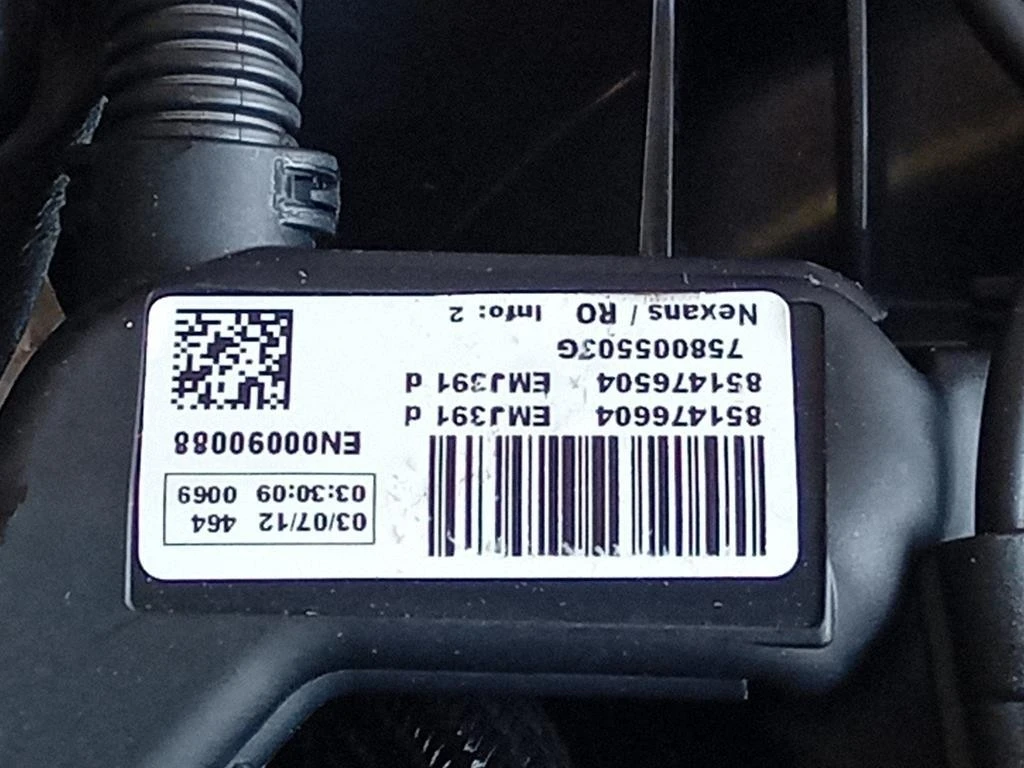 03/07/12 464
03:30:09 0069
EN00090088
851476604 EMJ391 d
851476504 EMJ391 d
758005503G
Nexans / RO Info: 2